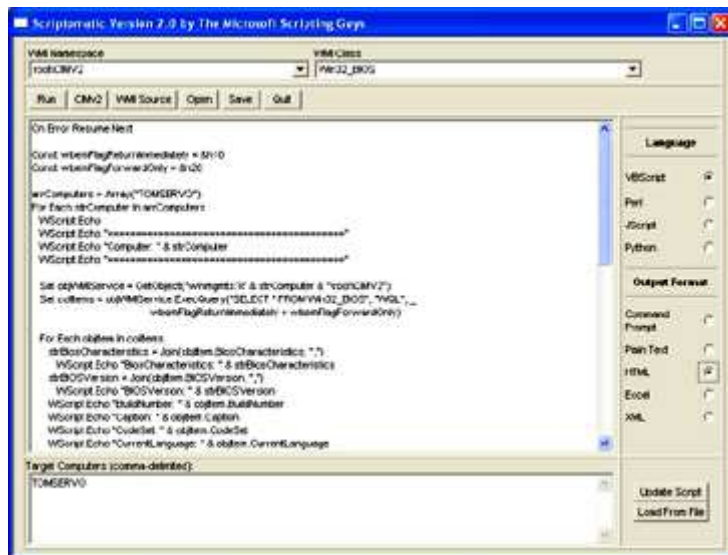 Scriptomatic Version 2.0 by The Microsoft Scripting Guys
WMI Namespace
WMI Class
root\CIMV2
Win32_BIOS
Run
CIMv2
WMI Source
Open
Save
Quit
On Error Resume Next
Const wbemFlagReturnImmediately = &h10
Const wbemFlagForwardOnly = &h20
arrComputers = Array("TOMSERVO")
For Each strComputer In arrComputers
WScript.Echo
WScript.Echo "=========================================="
WScript.Echo "Computer: " & strComputer
WScript.Echo "=========================================="
Set objWMIService = GetObject("winmgmts:\\" & strComputer & "\root\CIMV2")
Set colItems = objWMIService.ExecQuery("SELECT * FROM Win32_BIOS", "WQL", _
wbemFlagReturnImmediately + wbemFlagForwardOnly)
For Each objItem In colItems
strBiosCharacteristics = Join(objItem.BiosCharacteristics, ",")
WScript.Echo "BiosCharacteristics: " & strBiosCharacteristics
strBIOSVersion = Join(objItem.BIOSVersion, ",")
WScript.Echo "BIOSVersion: " & strBIOSVersion
WScript.Echo "BuildNumber: " & objItem.BuildNumber
WScript.Echo "Caption: " & objItem.Caption
WScript.Echo "CodeSet: " & objItem.CodeSet
WScript.Echo "CurrentLanguage: " & objItem.CurrentLanguage
Language
VBScript
Perl
JScript
Python
Output Format
Command
Prompt
Plain Text
HTML
Excel
XML
Target Computers (comma-delimited):
TOMSERVO
Update Script
Load From File